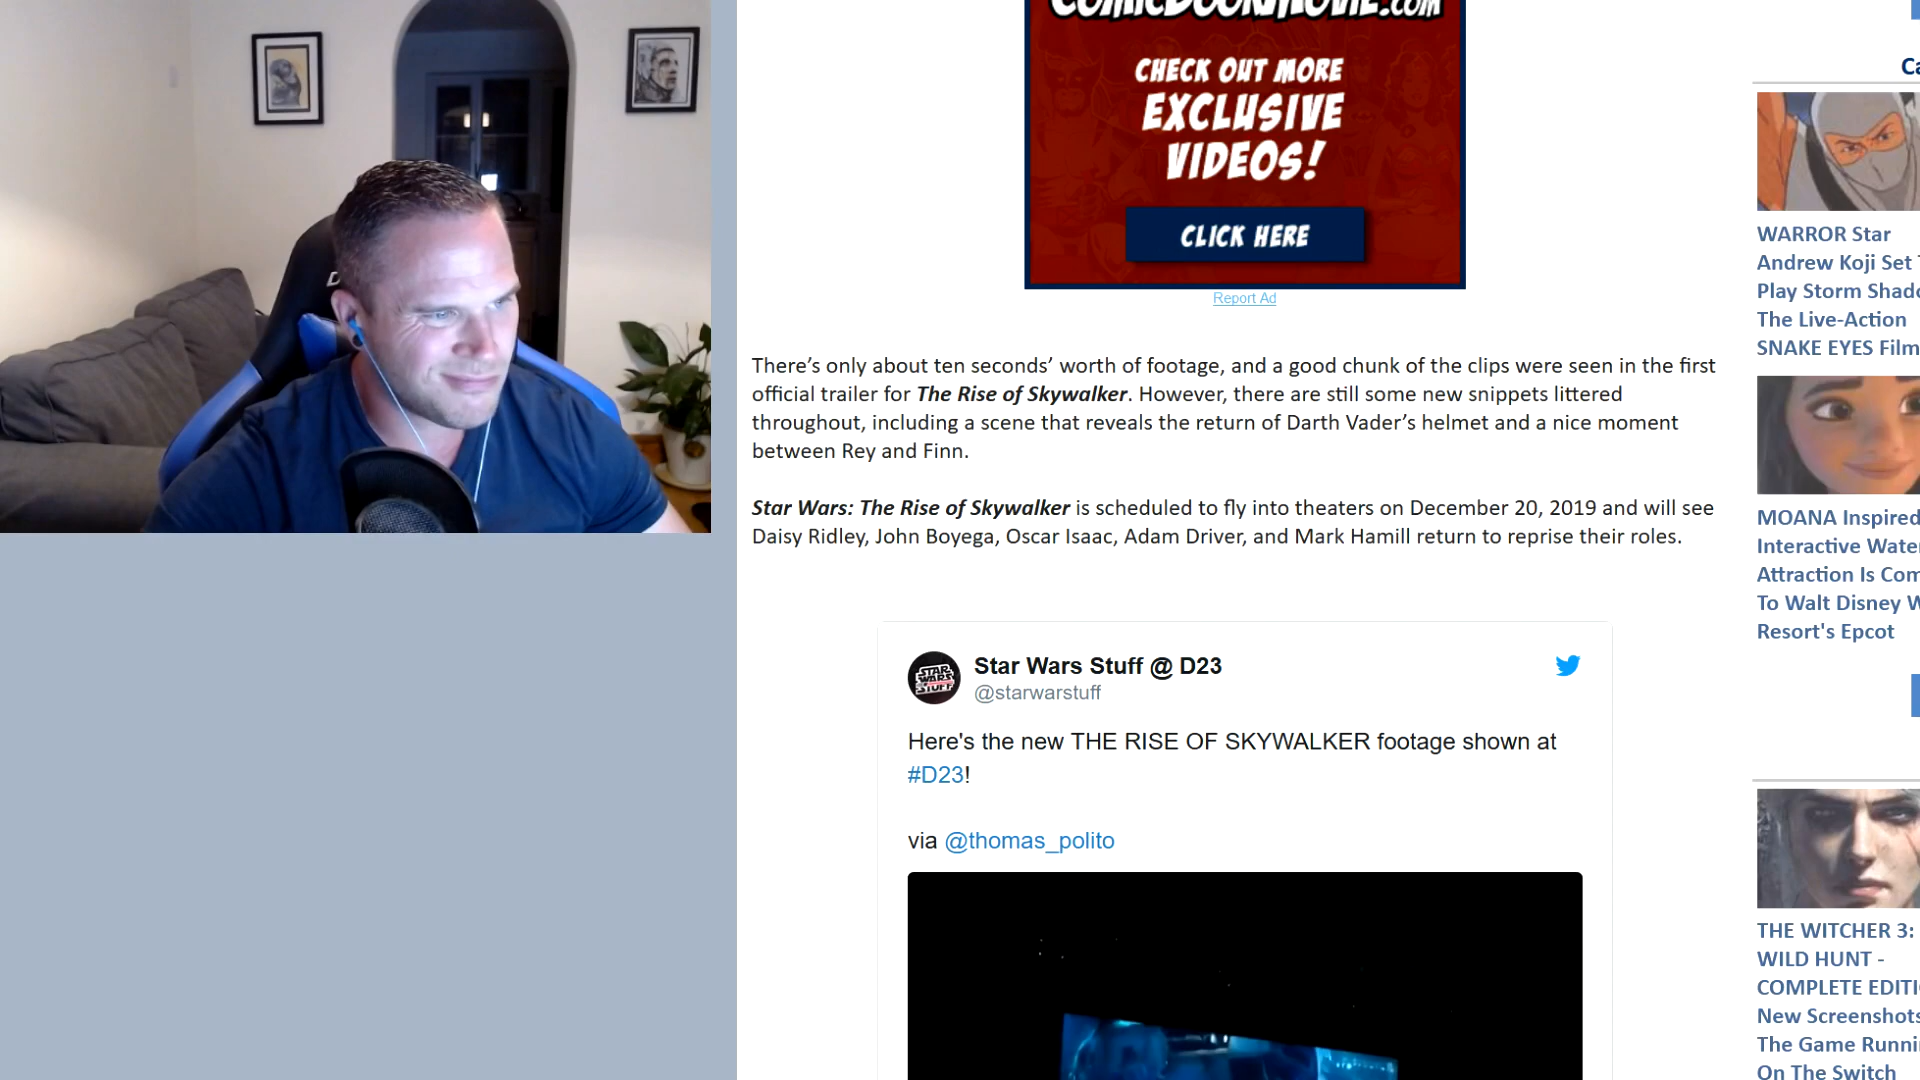 COMICBOOKMOVIE.COM
CHECK OUT MORE
EXCLUSIVE
VIDEOS!
CLICK HERE
Report Ad
There’s only about ten seconds’ worth of footage, and a good chunk of the clips were seen in the first
official trailer for The Rise of Skywalker. However, there are still some new snippets littered
throughout, including a scene that reveals the return of Darth Vader’s helmet and a nice moment
between Rey and Finn.
Star Wars: The Rise of Skywalker is scheduled to fly into theaters on December 20, 2019 and will see
Daisy Ridley, John Boyega, Oscar Isaac, Adam Driver, and Mark Hamill return to reprise their roles.
STAR
WARS
STUFF
Star Wars Stuff @ D23
@starwarstuff
Here's the new THE RISE OF SKYWALKER footage shown at
#D23!
via @thomas_polito
WARROR Star
Andrew Koji Set
Play Storm
The Live-Action
SNAKE EYES Film
MOANA Inspired
Interactive
Attraction Is
To Walt Disney
Resort's Epcot
THE WITCHER 3:
WILD HUNT -
COMPLETE
New Screenshots
The Game
On The Switch